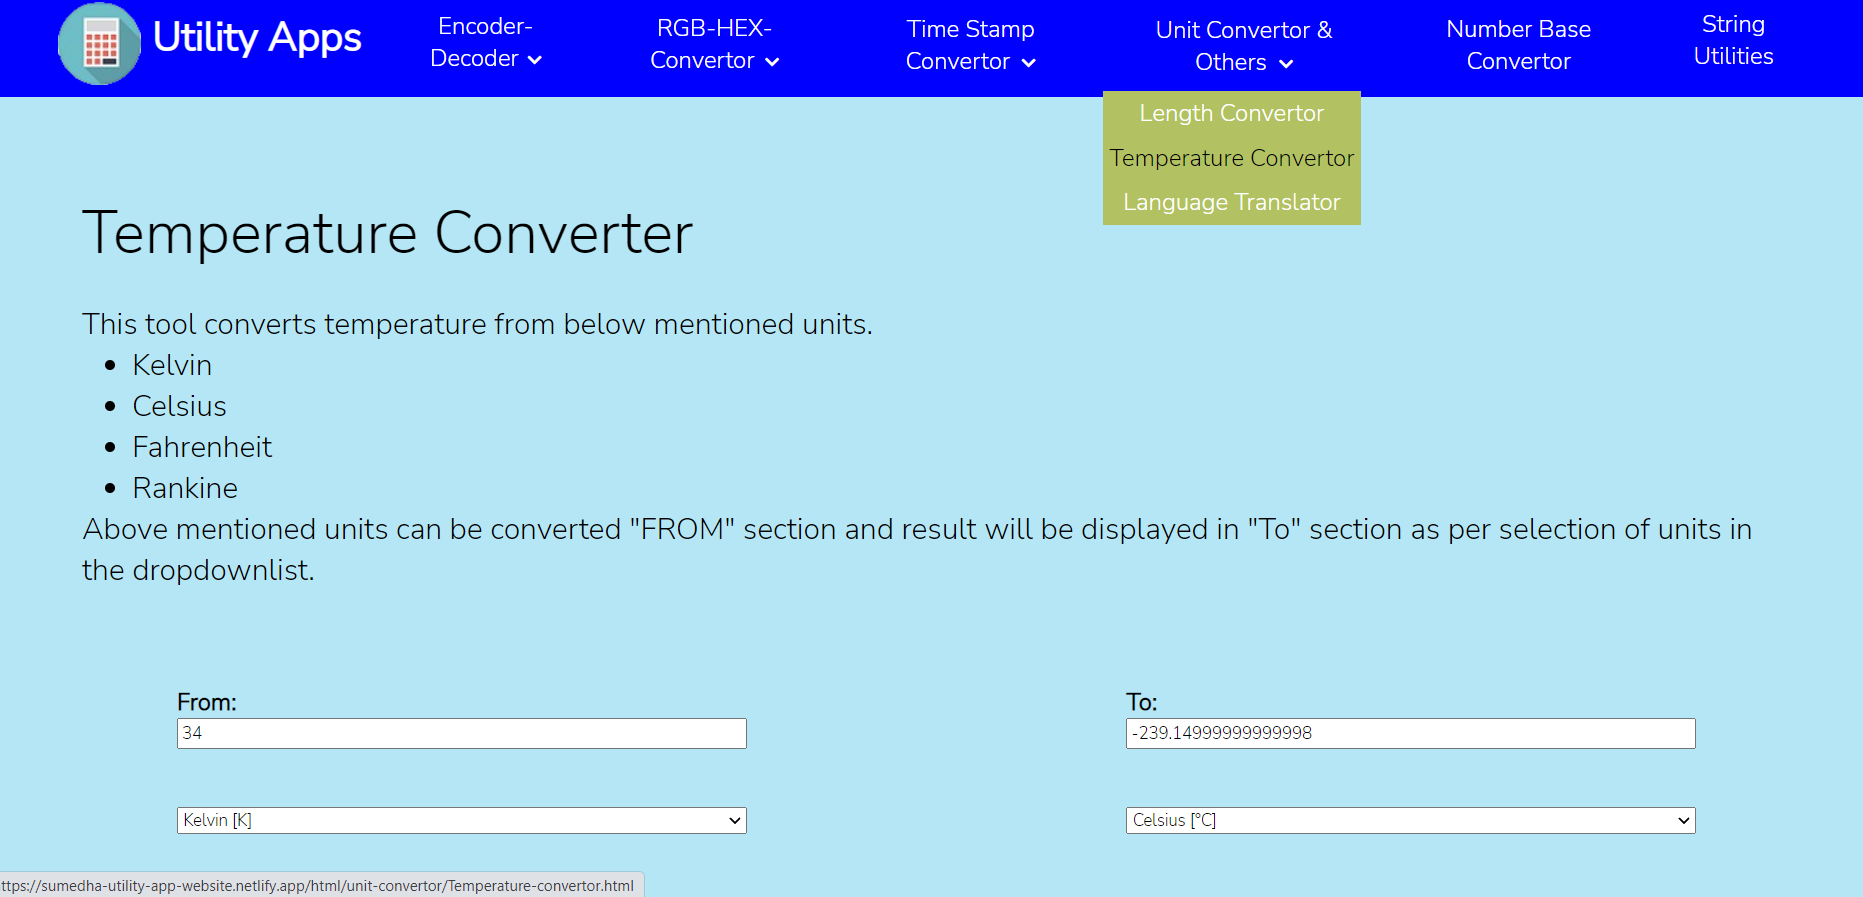 Utility Apps
Encoder-
Decoder
RGB-HEX-
Convertor
Time Stamp
Convertor
Unit Convertor &
Others
Number Base
Convertor
String
Utilities
Length Convertor
Temperature Convertor
Language Translator
Temperature Converter
This tool converts temperature from below mentioned units.
• Kelvin
• Celsius
• Fahrenheit
• Rankine
Above mentioned units can be converted "FROM" section and result will be displayed in "To" section as per selection of units in
the dropdownlist.
From:
34
Kelvin [K]
To:
-239.14999999999998
Celsius [°C]
ttps://sumedha-utility-app-website.netlify.app/html/unit-convertor/Temperature-convertor.html